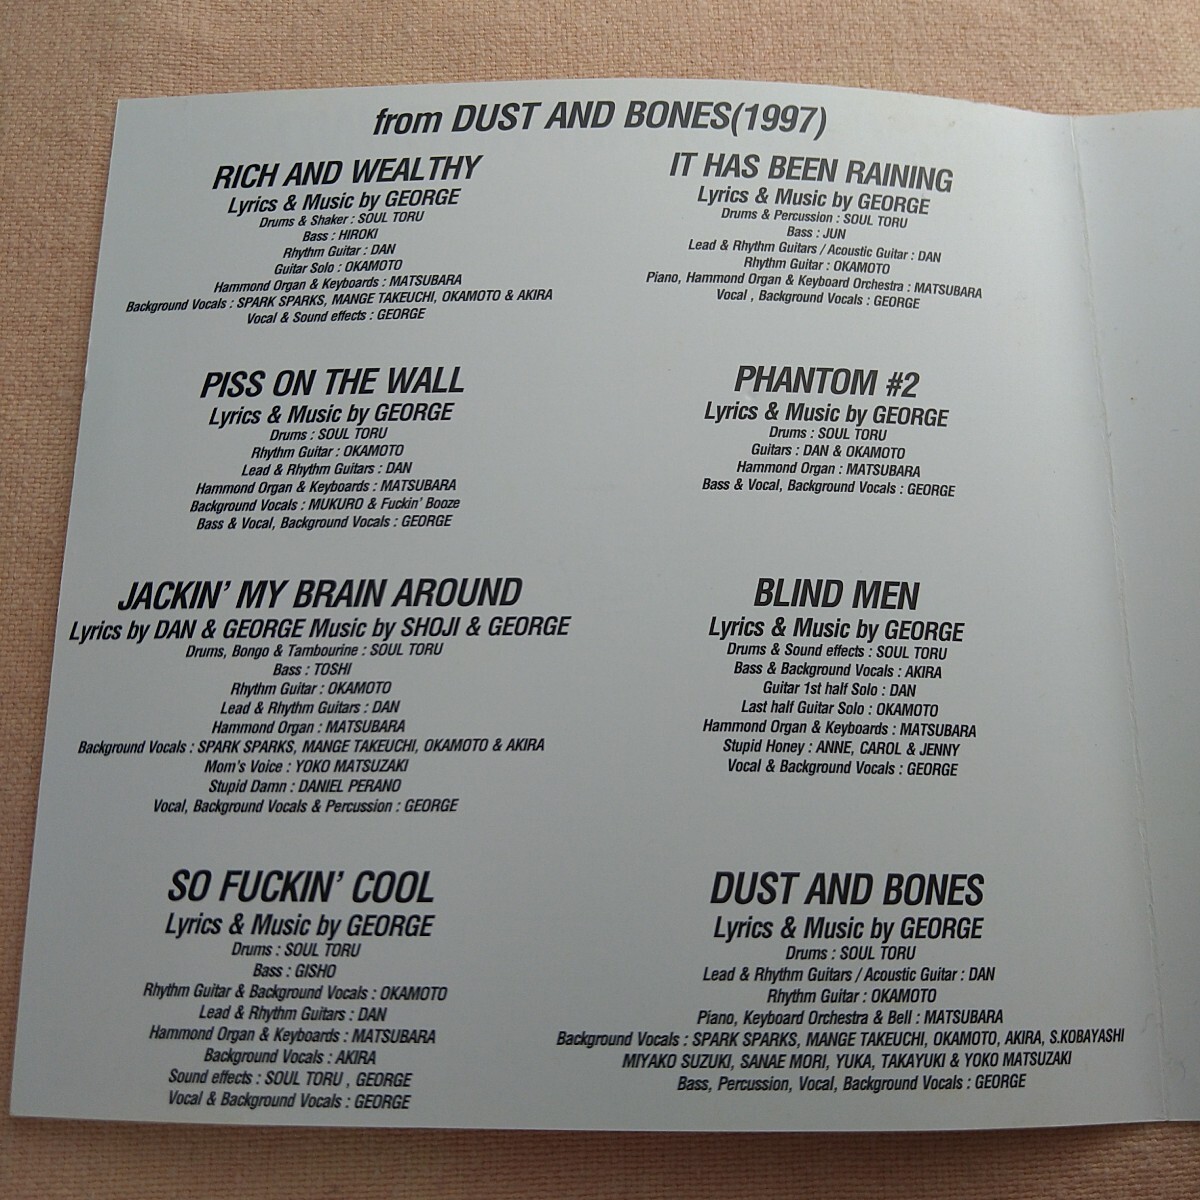 from DUST AND BONES(1997)
RICH AND WEALTHY
Lyrics & Music by GEORGE
Drums & Shaker : SOUL TORU
Bass : HIROKI
Rhythm Guitar : DAN
Guitar Solo : OKAMOTO
Hammond Organ & Keyboards : MATSUBARA
Background Vocals : SPARK SPARKS, MANGE TAKEUCHI, OKAMOTO & AKIRA
Vocal & Sound effects : GEORGE
PISS ON THE WALL
Lyrics & Music by GEORGE
Drums : SOUL TORU
Rhythm Guitar : OKAMOTO
Lead & Rhythm Guitars : DAN
Hammond Organ & Keyboards : MATSUBARA
Background Vocals : MUKURO & Fuckin' Booze
Bass & Vocal, Background Vocals : GEORGE
JACKIN' MY BRAIN AROUND
Lyrics by DAN & GEORGE Music by SHOJI & GEORGE
Drums, Bongo & Tambourine : SOUL TORU
Bass : TOSHI
Rhythm Guitar : OKAMOTO
Lead & Rhythm Guitars : DAN
Hammond Organ : MATSUBARA
Background Vocals : SPARK SPARKS, MANGE TAKEUCHI, OKAMOTO & AKIRA
Mom's Voice : YOKO MATSUZAKI
Stupid Damn : DANIEL PERANO
Vocal, Background Vocals & Percussion : GEORGE
SO FUCKIN' COOL
Lyrics & Music by GEORGE
Drums : SOUL TORU
Bass : GISHO
Rhythm Guitar & Background Vocals : OKAMOTO
Lead & Rhythm Guitars : DAN
Hammond Organ & Keyboards : MATSUBARA
Background Vocals : AKIRA
Sound effects : SOUL TORU , GEORGE
Vocal & Background Vocals : GEORGE
IT HAS BEEN RAINING
Lyrics & Music by GEORGE
Drums & Percussion : SOUL TORU
Bass : JUN
Lead & Rhythm Guitars / Acoustic Guitar : DAN
Rhythm Guitar : OKAMOTO
Piano, Hammond Organ & Keyboard Orchestra : MATSUBARA
Vocal , Background Vocals : GEORGE
PHANTOM #2
Lyrics & Music by GEORGE
Drums : SOUL TORU
Guitars : DAN & OKAMOTO
Hammond Organ : MATSUBARA
Bass & Vocal, Background Vocals : GEORGE
BLIND MEN
Lyrics & Music by GEORGE
Drums & Sound effects : SOUL TORU
Bass & Background Vocals : AKIRA
Guitar 1st half Solo : DAN
Last half Guitar Solo : OKAMOTO
Hammond Organ & Keyboards : MATSUBARA
Stupid Honey : ANNE, CAROL & JENNY
Vocal & Background Vocals : GEORGE
DUST AND BONES
Lyrics & Music by GEORGE
Drums : SOUL TORU
Lead & Rhythm Guitars / Acoustic Guitar : DAN
Rhythm Guitar : OKAMOTO
Piano, Keyboard Orchestra & Bell : MATSUBARA
Background Vocals : SPARK SPARKS, MANGE TAKEUCHI, OKAMOTO, AKIRA, S.KOBAYASHI
MIYAKO SUZUKI, SANAE MORI, YUKA, TAKAYUKI & YOKO MATSUZAKI
Bass, Percussion, Vocal, Background Vocals : GEORGE